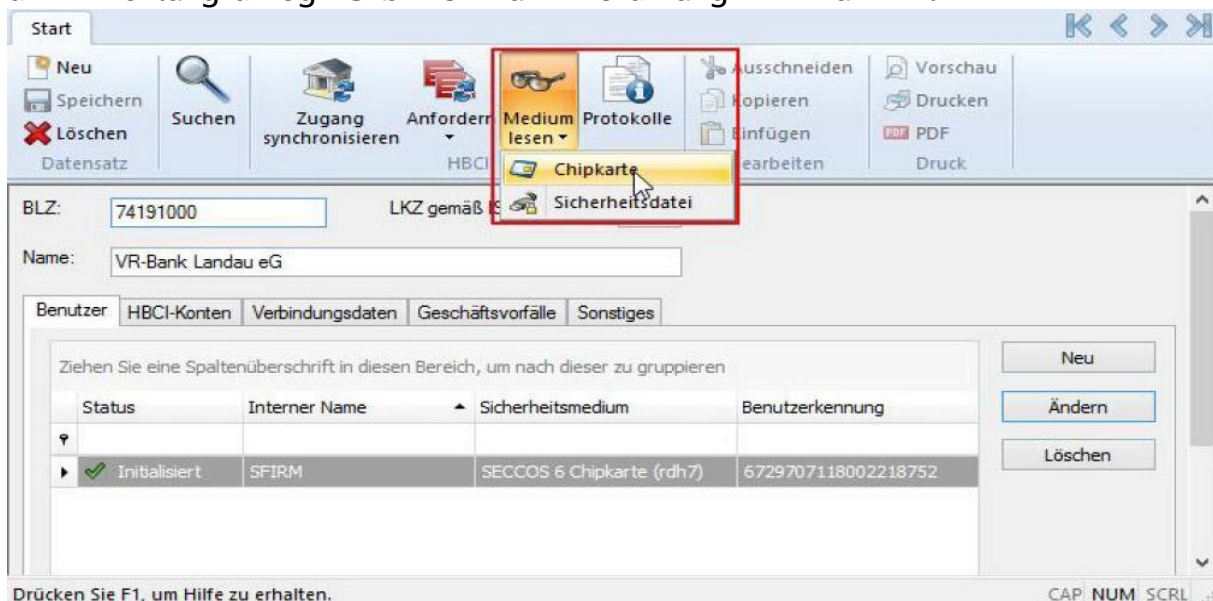 Start
Neu
Speichern
Löschen
Datensatz
Suchen
Zugang synchronisieren
Anfordern
HBCI
Medium lesen
Protokolle
Chipkarte
Sicherheitsdatei
Ausschneiden
Kopieren
Einfügen
Bearbeiten
Vorschau
Drucken
PDF
PDF
Druck
BLZ: 74191000 LKZ gemäß
Name: VR-Bank Landau eG
Benutzer HBCI-Konten Verbindungsdaten Geschäftsvorfälle Sonstiges
Ziehen Sie eine Spaltenüberschrift in diesen Bereich, um nach dieser zu gruppieren
Status Interner Name Sicherheitsmedium Benutzerkennung
Initialisiert SFIRM SECCOS 6 Chipkarte (rdh7) 6729707118002218752
Neu
Ändern
Löschen
Drücken Sie F1, um Hilfe zu erhalten.
CAP NUM SCRL